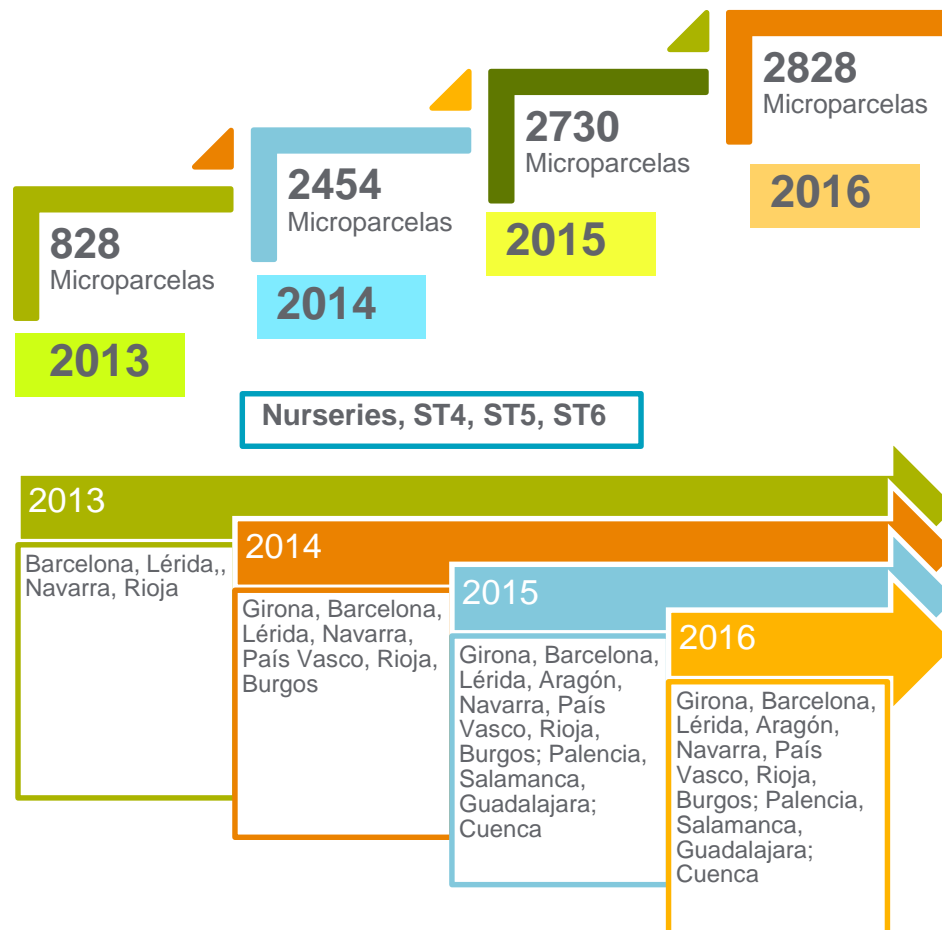 828
Microparcelas
2013
2454
Microparcelas
2014
2730
Microparcelas
2015
2828
Microparcelas
2016
Nurseries, ST4, ST5, ST6
2013
Barcelona, Lérida,,
Navarra, Rioja
2014
Girona, Barcelona,
Lérida, Navarra,
País Vasco, Rioja,
Burgos
2015
Girona, Barcelona,
Lérida, Aragón,
Navarra, País
Vasco, Rioja,
Burgos; Palencia,
Salamanca,
Guadalajara;
Cuenca
2016
Girona, Barcelona,
Lérida, Aragón,
Navarra, País
Vasco, Rioja,
Burgos; Palencia,
Salamanca,
Guadalajara;
Cuenca